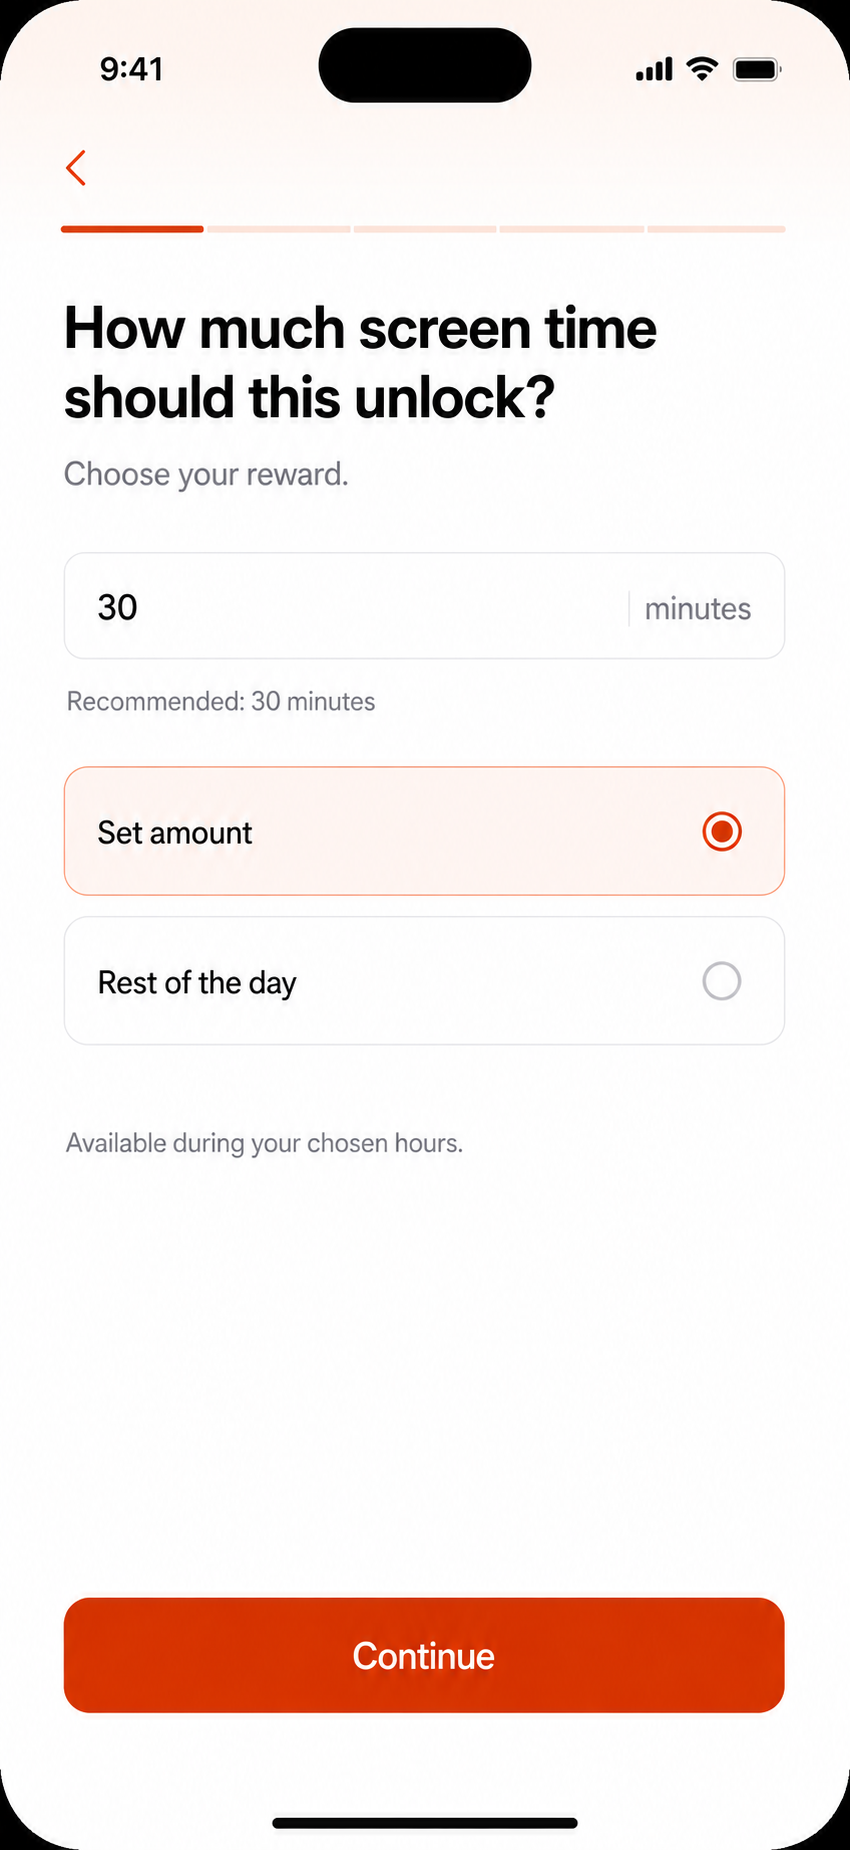 9:41
How much screen time
should this unlock?
Choose your reward.
30
minutes
Recommended: 30 minutes
Set amount
Rest of the day
Available during your chosen hours.
Continue